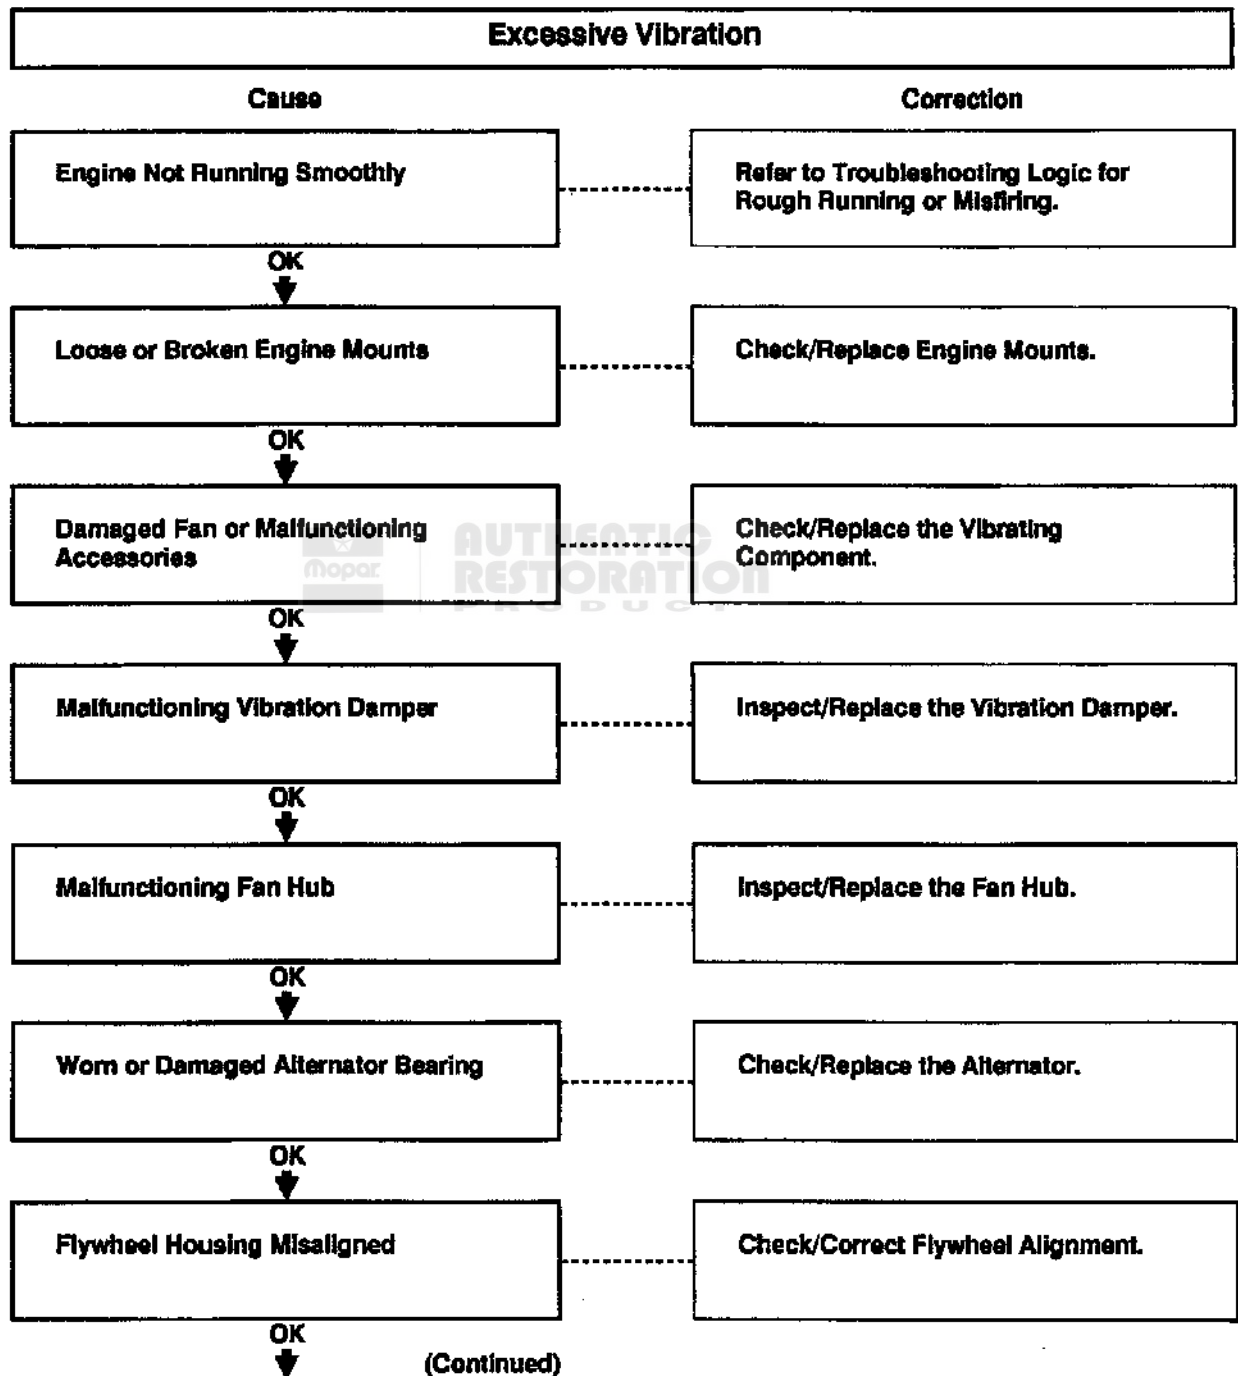 Excessive Vibration
Cause
Correction
Engine Not Running Smoothly
Refer to Troubleshooting Logic for
Rough Running or Misfiring.
OK
Loose or Broken Engine Mounts
Check/Replace Engine Mounts.
OK
Damaged Fan or Malfunctioning
Accessories
Check/Replace the Vibrating
Component.
Mopar
AUTHENTIC
RESTORATION
PRODUCT
OK
Malfunctioning Vibration Damper
Inspect/Replace the Vibration Damper.
OK
Malfunctioning Fan Hub
Inspect/Replace the Fan Hub.
OK
Worn or Damaged Alternator Bearing
Check/Replace the Alternator.
OK
Flywheel Housing Misaligned
Check/Correct Flywheel Alignment.
OK
(Continued)